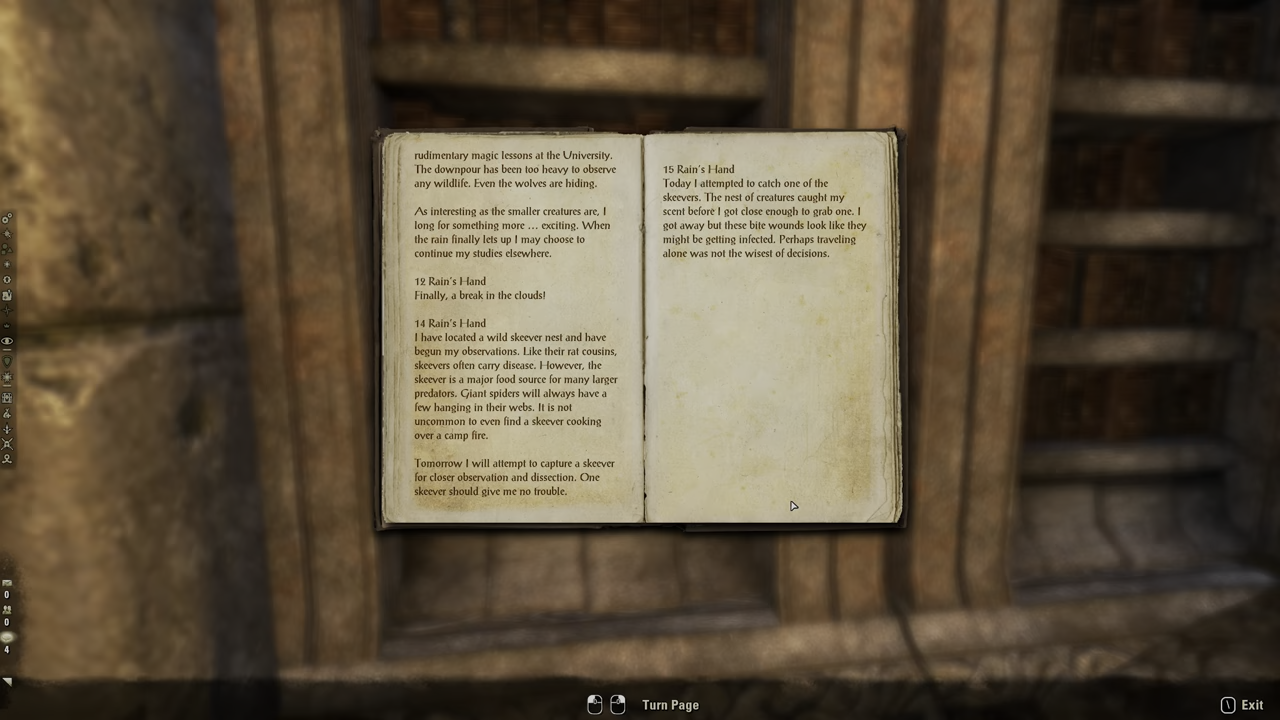 rudimentary magic lessons at the University.
The downpour has been too heavy to observe
any wildlife. Even the wolves are hiding.
As interesting as the smaller creatures are, I
long for something more … exciting. When
the rain finally lets up I may choose to
continue my studies elsewhere.
12 Rain's Hand
Finally, a break in the clouds!
14 Rain's Hand
I have located a wild skeever nest and have
begun my observations. Like their rat cousins,
skeevers often carry disease. However, the
skeever is a major food source for many larger
predators. Giant spiders will always have a
few hanging in their webs. It is not
uncommon to even find a skeever cooking
over a camp fire.
Tomorrow I will attempt to capture a skeever
for closer observation and dissection. One
skeever should give me no trouble.
15 Rain's Hand
Today I attempted to catch one of the
skeevers. The nest of creatures caught my
scent before I got close enough to grab one. I
got away but these bite wounds look like they
might be getting infected. Perhaps traveling
alone was not the wisest of decisions.
0
0
4
Turn Page
\ Exit